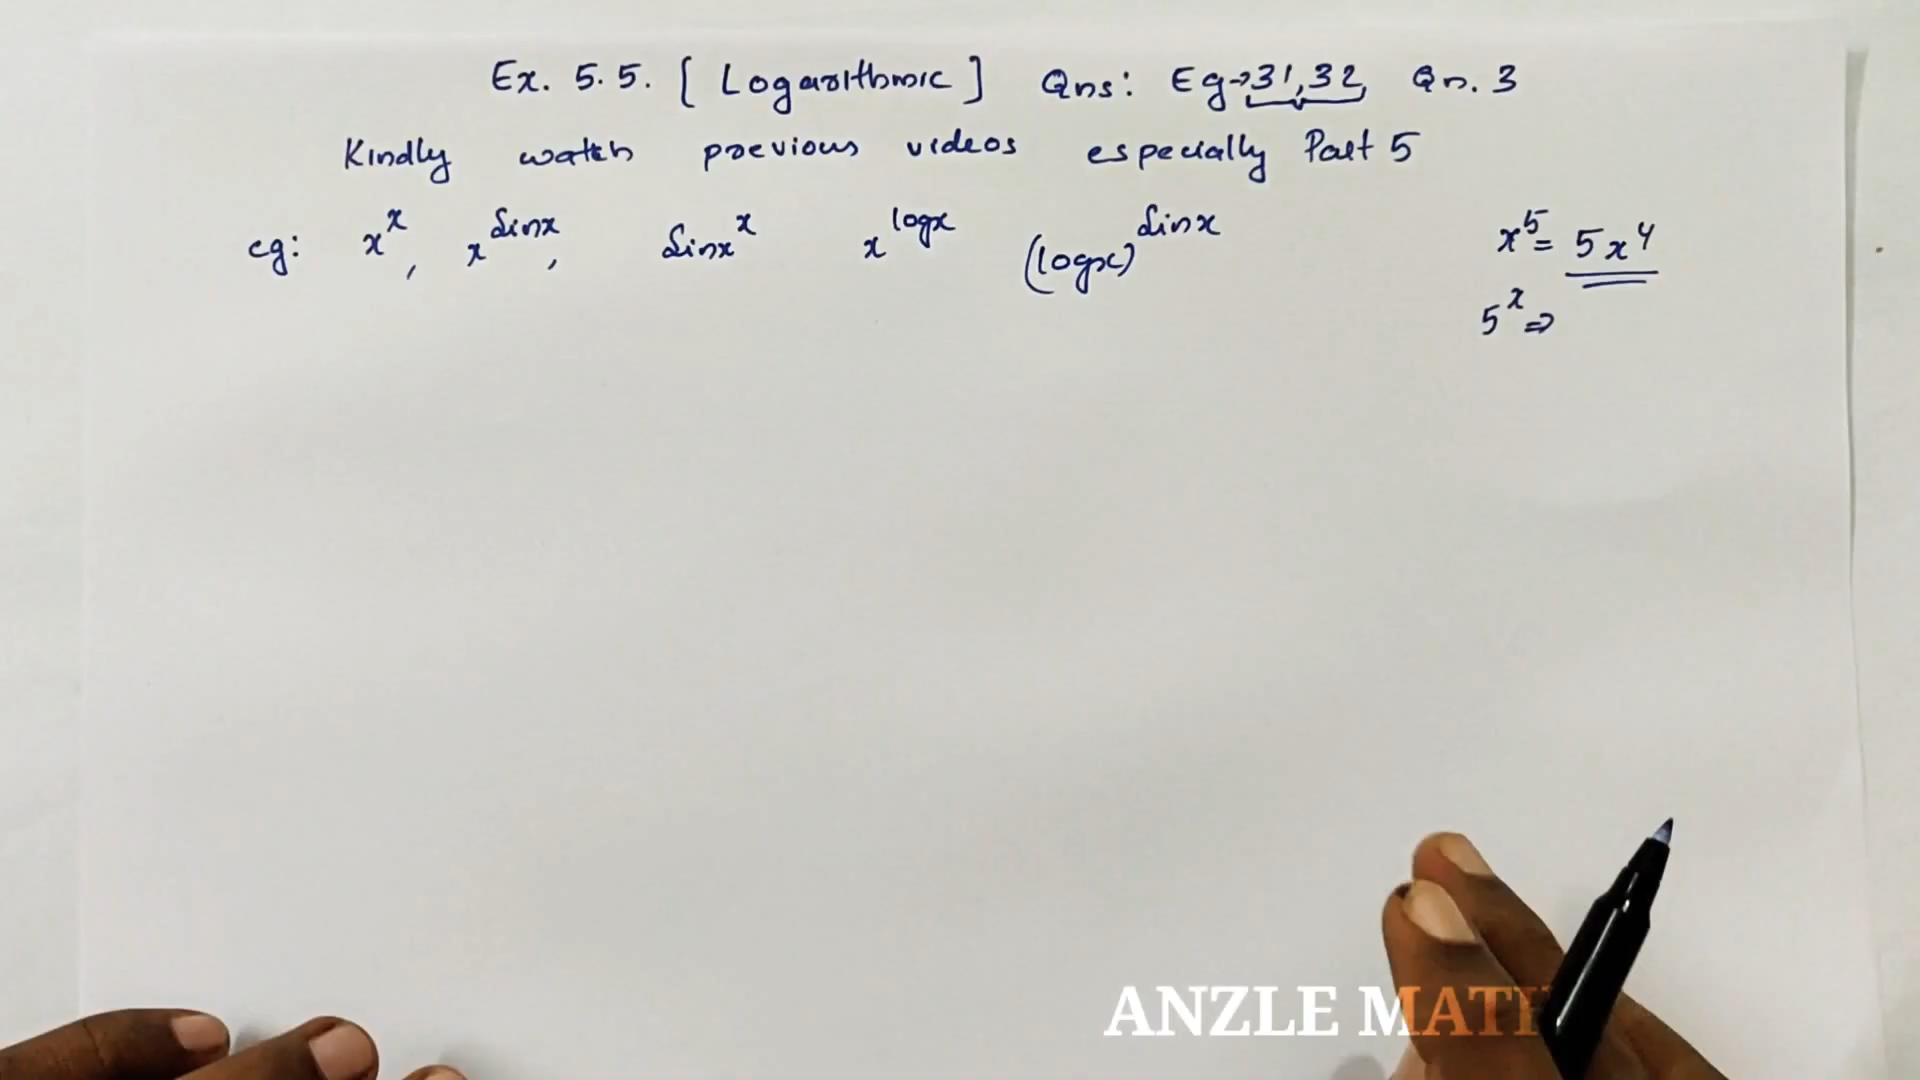 Ex. 5.5. [Logarithmic] Qns: Eg→31,32, Qn. 3
Kindly watch previous videos especially Part 5
eg: x^x, x^sinx, sinx^x x^logx (logx)^sinx
x^5 = 5x^4
5^x ⇒
ANZLE MAT